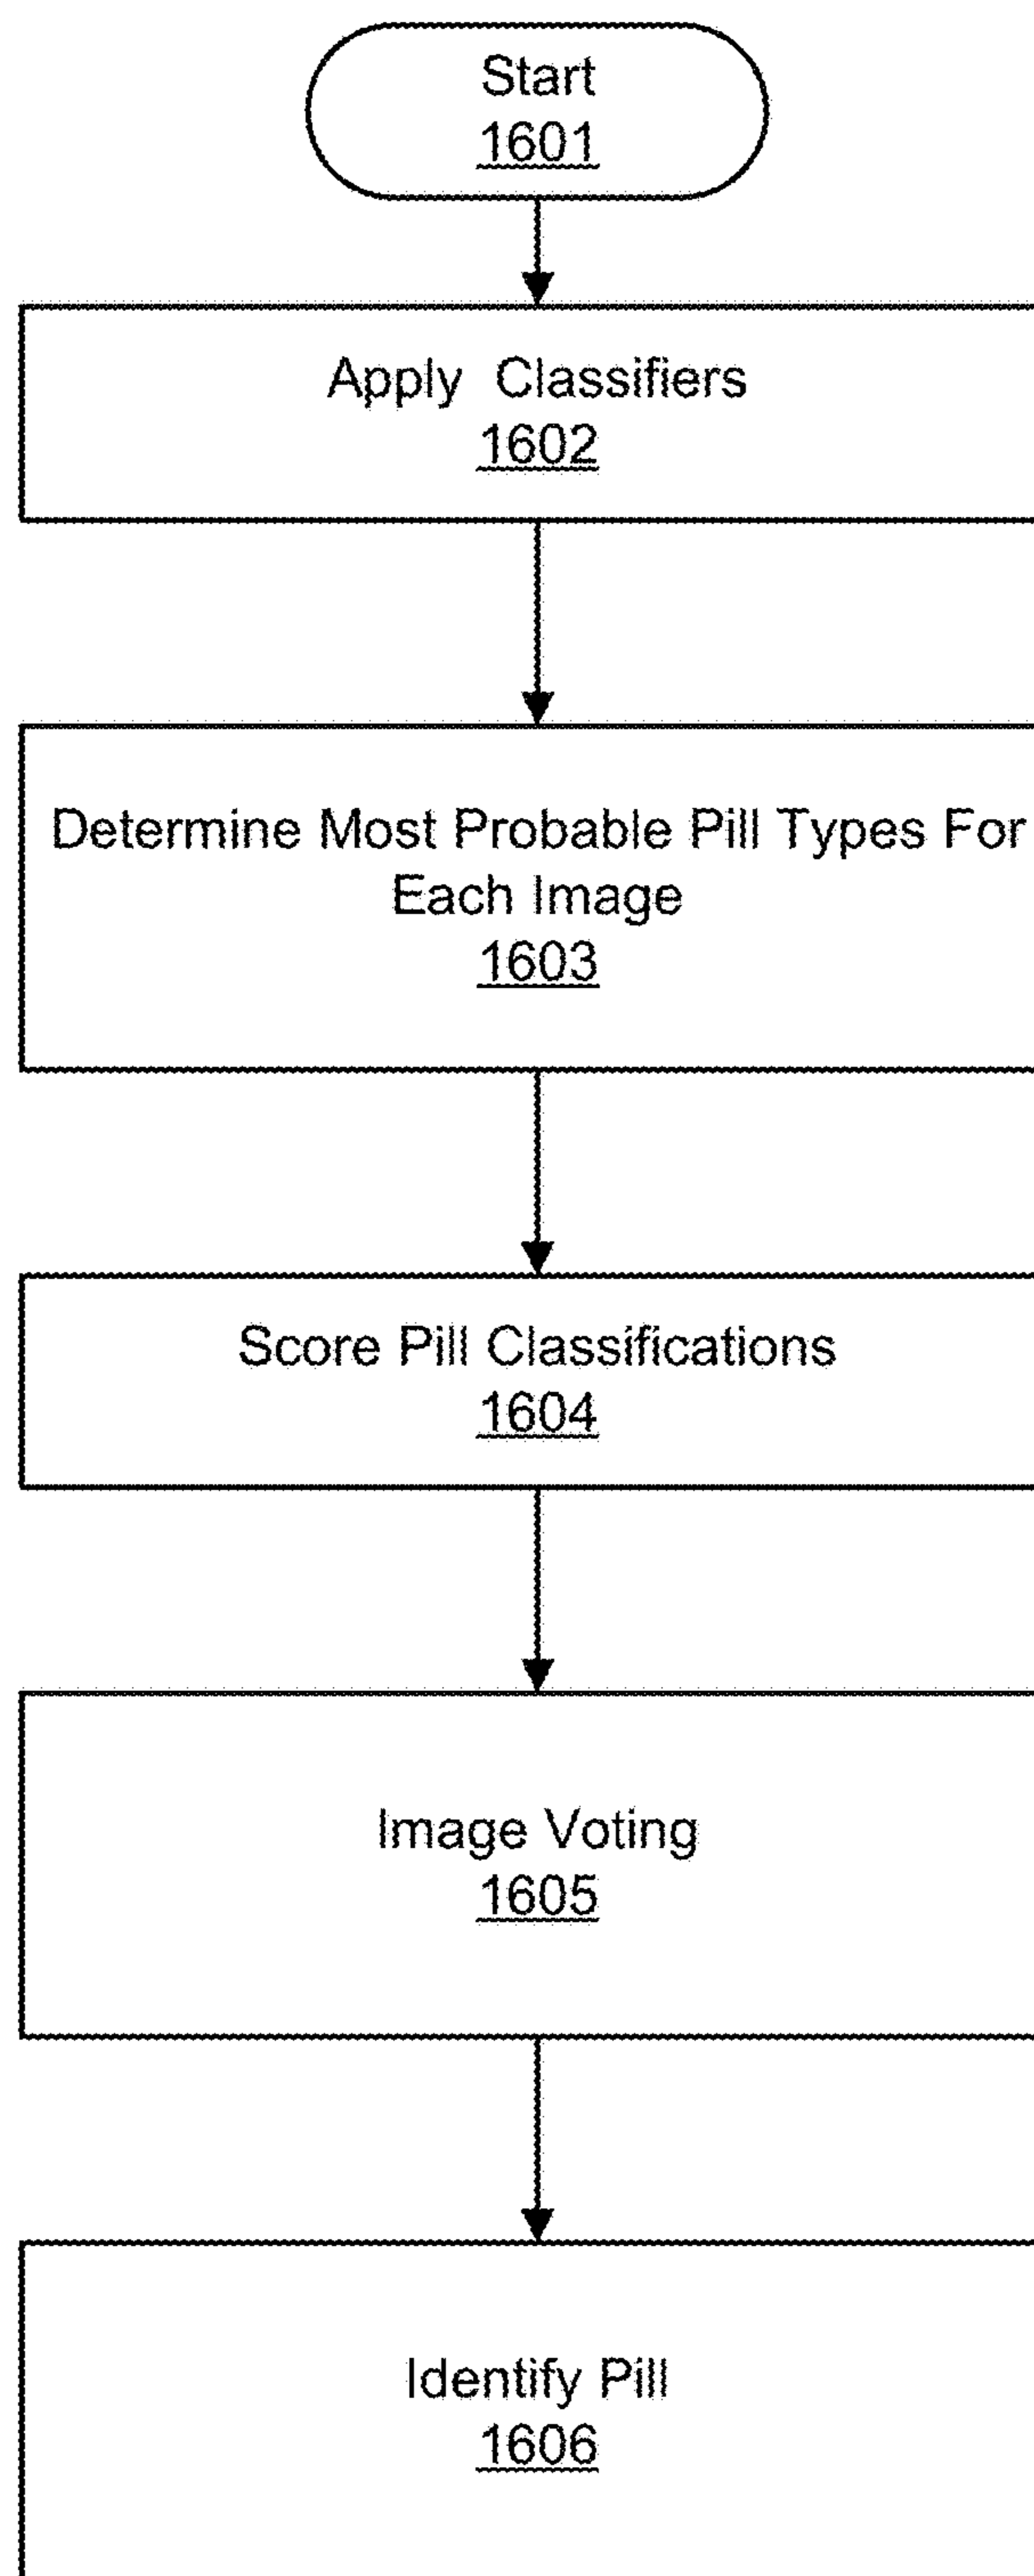 Start
1601
Apply Classifiers
1602
Determine Most Probable Pill Types For
Each Image
1603
Score Pill Classifications
1604
Image Voting
1605
Identify Pill
1606